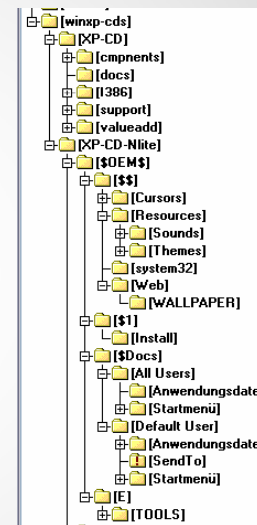 [winxp-cds]
[XP-CD]
[cmpnents]
[docs]
[I386]
[support]
[valueadd]
[XP-CD-Nlite]
[$OEM$]
[$$]
[Cursors]
[Resources]
[Sounds]
[Themes]
[system32]
[Web]
[WALLPAPER]
[$1]
[Install]
[$Docs]
[All Users]
[Anwendungsdate
[Startmenü]
[Default User]
[Anwendungsdate
[SendTo]
[Startmenü]
[E]
[TOOLS]